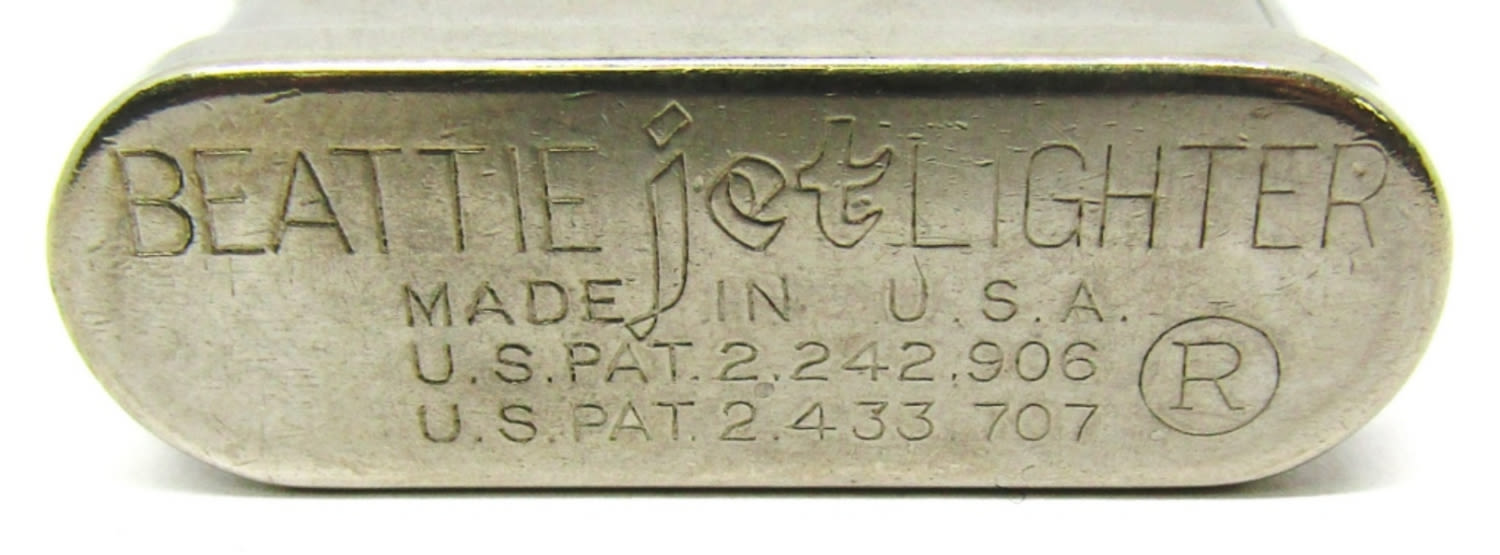 BEATTIE jet LIGHTER
MADE IN U.S.A.
U.S.PAT.2.242.906
U.S.PAT.2.433.707
®